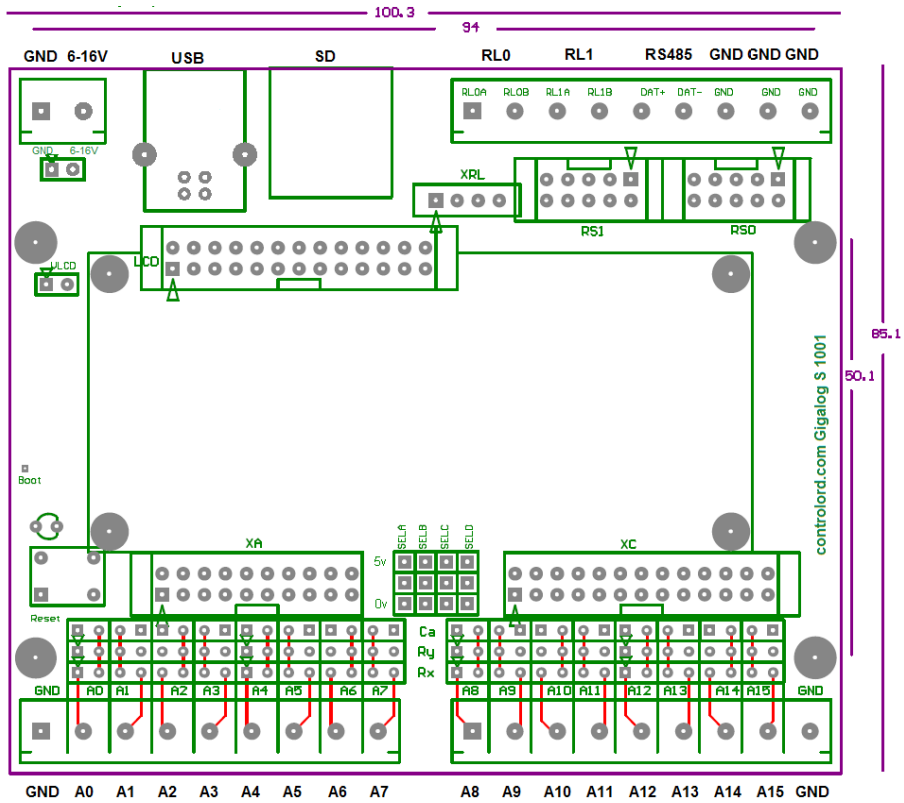 100.3
94
GND 6-16V USB SD RL0 RL1 RS485 GND GND GND
RL0A RL0B RL1A RL1B DAT+ DAT- GND GND GND
GND 6-16V
XRL
RS1 RS0
LCD
VLCD
85.1
50.1
controlord.com Gigalog S 1001
Boot
XA
SELA SELB SELC SELD
XC
5v
0v
Reset
Ca
Ry
Rx
GND A0 A1 A2 A3 A4 A5 A6 A7 A8 A9 A10 A11 A12 A13 A14 A15 GND
GND A0 A1 A2 A3 A4 A5 A6 A7 A8 A9 A10 A11 A12 A13 A14 A15 GND